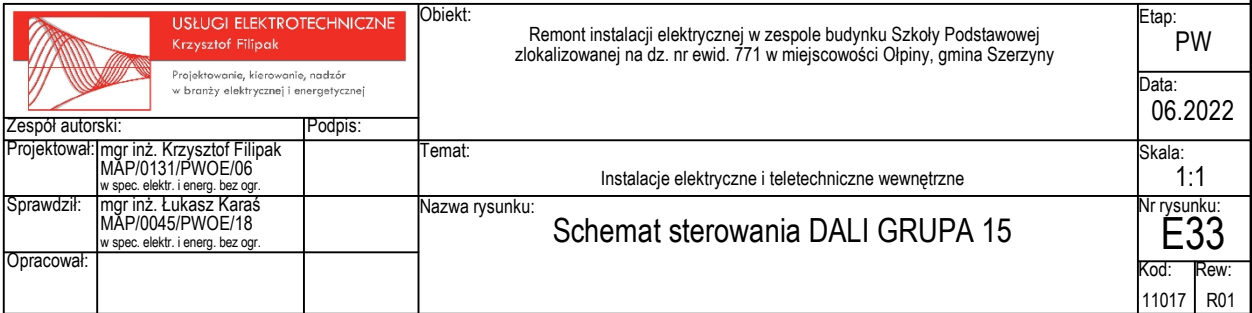 USŁUGI ELEKTROTECHNICZNE
Krzysztof Filipak
Projektowanie, kierowanie, nadzór
w branży elektrycznej i energetycznej
Obiekt:
Remont instalacji elektrycznej w zespole budynku Szkoły Podstawowej
zlokalizowanej na dz. nr ewid. 771 w miejscowości Ołpiny, gmina Szerzyny
Etap:
PW
Data:
06.2022
Zespół autorski:
Podpis:
Projektował:
mgr inż. Krzysztof Filipak
MAP/0131/PWOE/06
w spec. elektr. i energ. bez ogr.
Temat:
Instalacje elektryczne i teletechniczne wewnętrzne
Skala:
1:1
Sprawdził:
mgr inż. Łukasz Karaś
MAP/0045/PWOE/18
w spec. elektr. i energ. bez ogr.
Nazwa rysunku:
Schemat sterowania DALI GRUPA 15
Nr rysunku:
E33
Opracował:
Kod:
11017
Rew:
R01